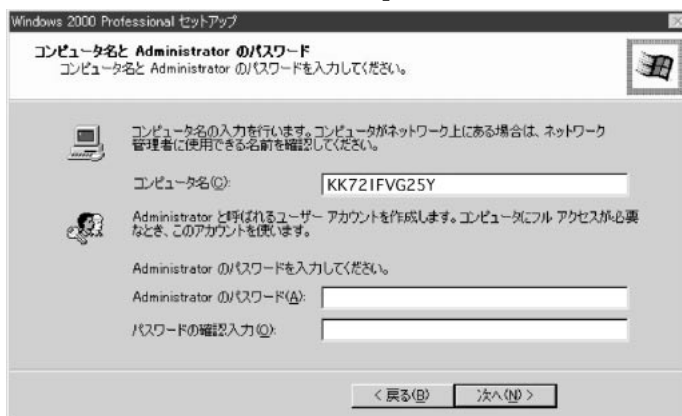 Windows 2000 Professional セットアップ
コンピュータ名と Administrator のパスワード
コンピュータ名と Administrator のパスワードを入力してください。
コンピュータ名の入力を行います。コンピュータがネットワーク上にある場合は、ネットワーク
管理者に使用できる名前を確認してください。
コンピュータ名(C):
KK72IFVG25Y
Administrator と呼ばれるユーザー アカウントを作成します。コンピュータにフル アクセスが必要
なとき、このアカウントを使います。
Administrator のパスワードを入力してください。
Administrator のパスワード(A):
パスワードの確認入力(O):
< 戻る(B)
次へ(N) >